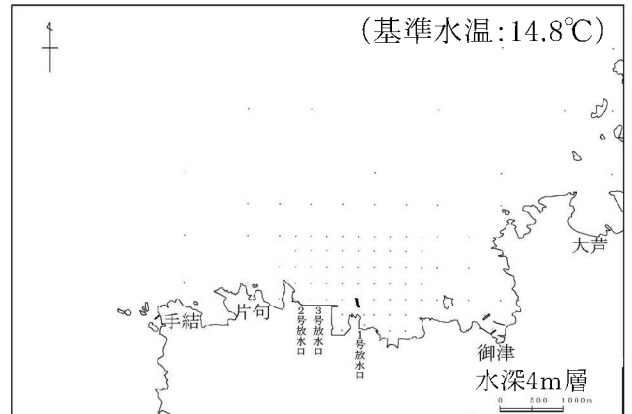 (基準水温:14.8℃)
大芦
片句
手結
2号放水口
3号放水口
1号放水口
御津
水深4m層
0 500 1000m